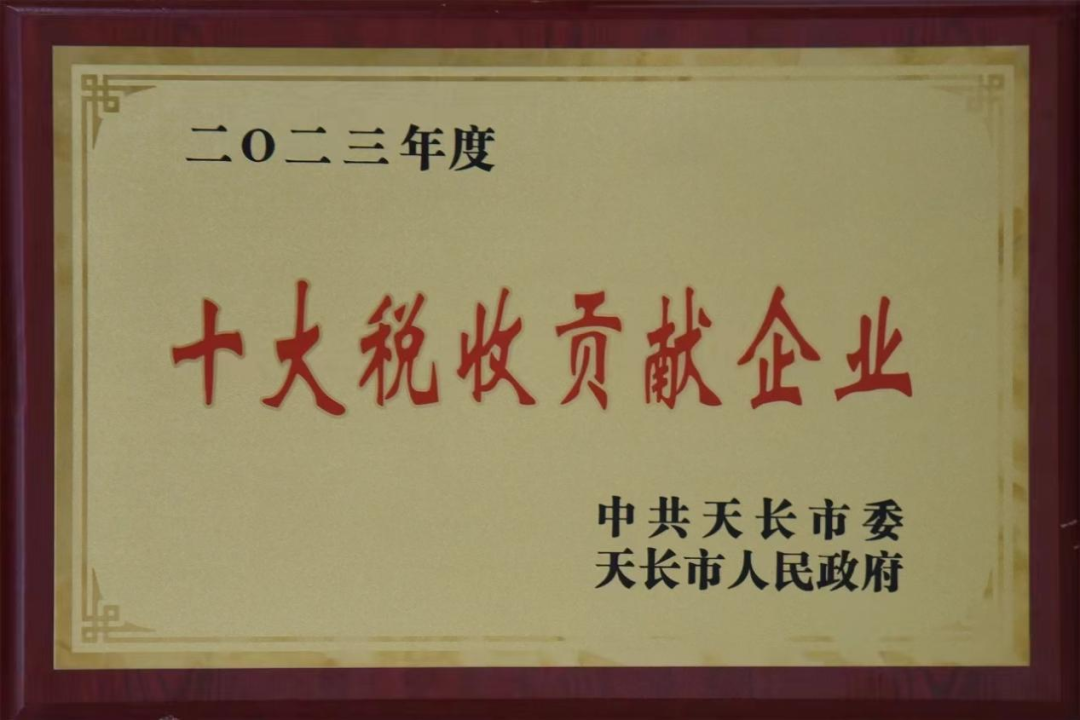 二O二三年度
十大税收贡献企业
中共天长市委
天长市人民政府